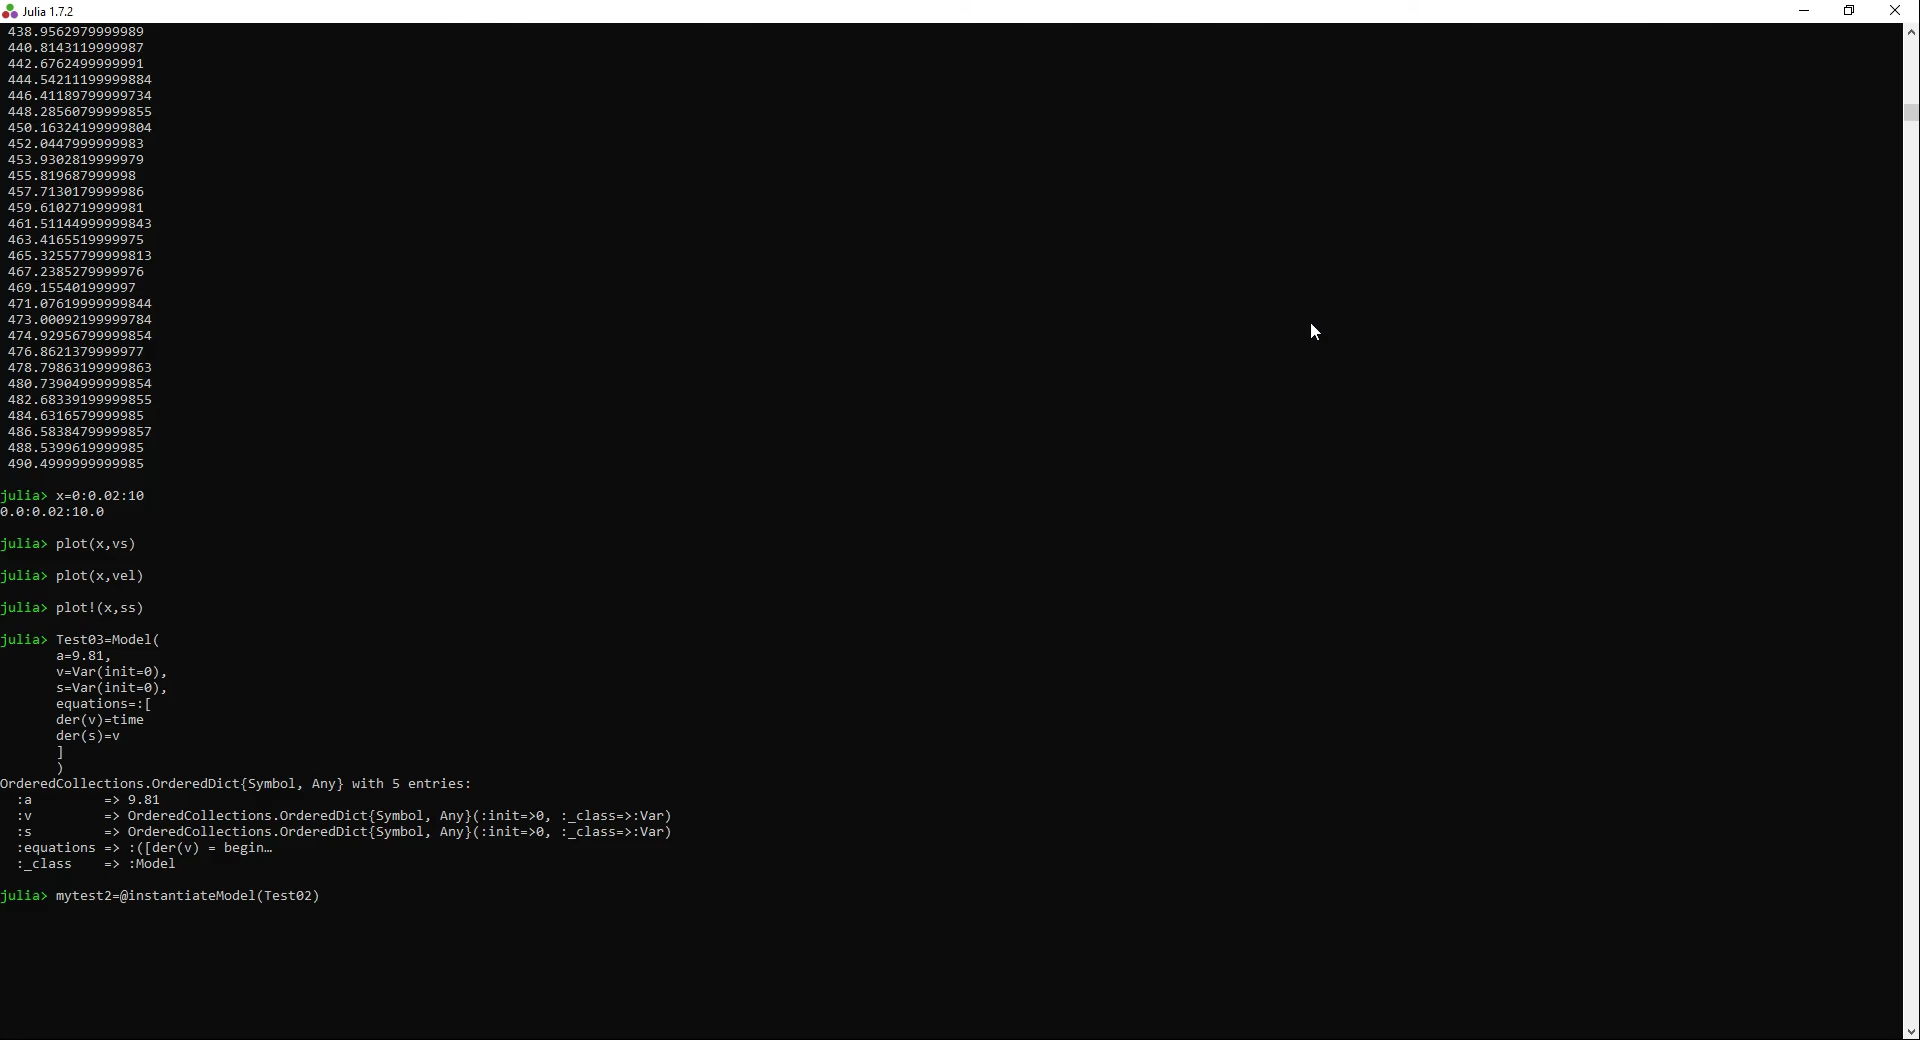 Julia 1.7.2
438.9562979999989
440.8143119999987
442.6762499999991
444.54211199999884
446.41189799999734
448.28560799999855
450.16324199999804
452.0447999999983
453.9302819999979
455.819687999998
457.7130179999986
459.6102719999981
461.51144999999843
463.4165519999975
465.32557799999813
467.2385279999976
469.155401999997
471.07619999999844
473.00092199999784
474.92956799999854
476.8621379999977
478.79863199999863
480.73904999999854
482.68339199999855
484.6316579999985
486.58384799999857
488.5399619999985
490.4999999999985
julia> x=0:0.02:10
0.0:0.02:10.0
julia> plot(x,vs)
julia> plot(x,vel)
julia> plot!(x,ss)
julia> Test03=Model(
a=9.81,
v=Var(init=0),
s=Var(init=0),
equations=:[
der(v)=time
der(s)=v
]
)
OrderedCollections.OrderedDict{Symbol, Any} with 5 entries:
:a => 9.81
:v => OrderedCollections.OrderedDict{Symbol, Any}(:init=>0, :_class=>:Var)
:s => OrderedCollections.OrderedDict{Symbol, Any}(:init=>0, :_class=>:Var)
:equations => :([der(v) = begin…
:_class => :Model
julia> mytest2=@instantiateModel(Test02)